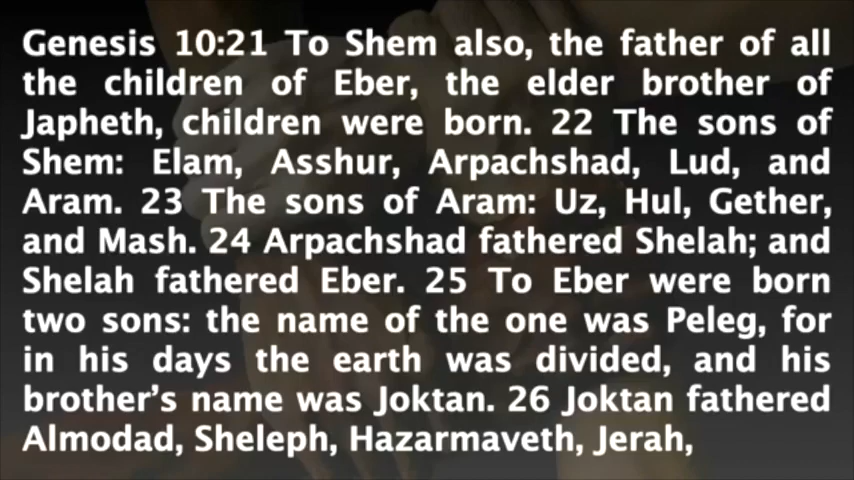 Genesis 10:21 To Shem also, the father of all
the children of Eber, the elder brother of
Japheth, children were born. 22 The sons of
Shem: Elam, Asshur, Arpachshad, Lud, and
Aram. 23 The sons of Aram: Uz, Hul, Gether,
and Mash. 24 Arpachshad fathered Shelah; and
Shelah fathered Eber. 25 To Eber were born
two sons: the name of the one was Peleg, for
in his days the earth was divided, and his
brother’s name was Joktan. 26 Joktan fathered
Almodad, Sheleph, Hazarmaveth, Jerah,